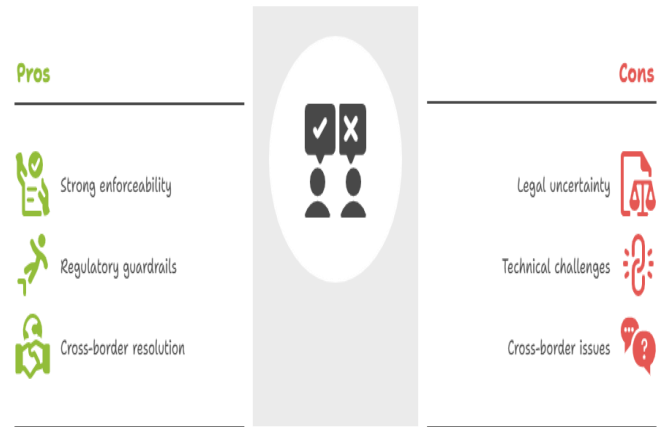 Pros
Strong enforceability
Regulatory guardrails
Cross-border resolution
Cons
Legal uncertainty
Technical challenges
Cross-border issues
?